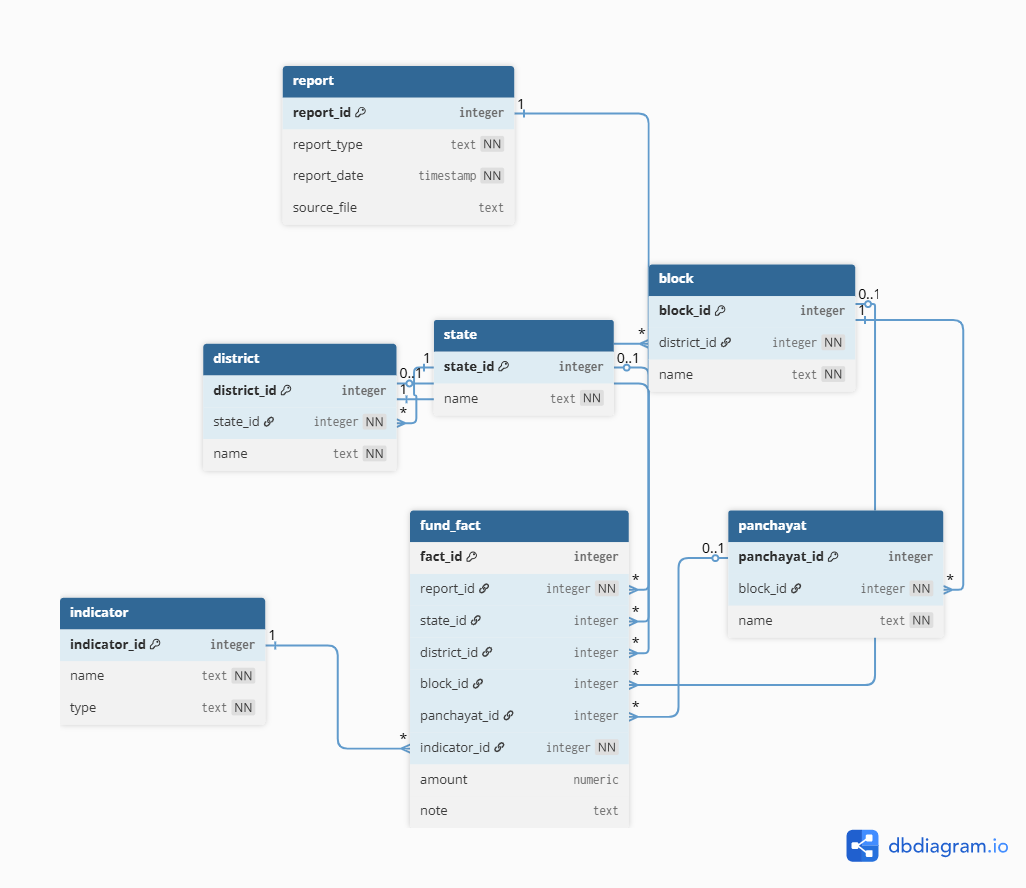 report
report_id integer
report_type text NN
report_date timestamp NN
source_file text
1
block
block_id integer
district_id integer NN
name text NN
0..1
1
*
state
state_id integer
name text NN
1
0..1
district
district_id integer
state_id integer NN
name text NN
0..1
1
*
fund_fact
fact_id integer
report_id integer NN
state_id integer
district_id integer
block_id integer
panchayat_id integer
indicator_id integer NN
amount numeric
note text
*
*
*
*
*
*
panchayat
panchayat_id integer
block_id integer NN
name text NN
0..1
*
indicator
indicator_id integer
name text NN
type text NN
1
dbdiagram.io